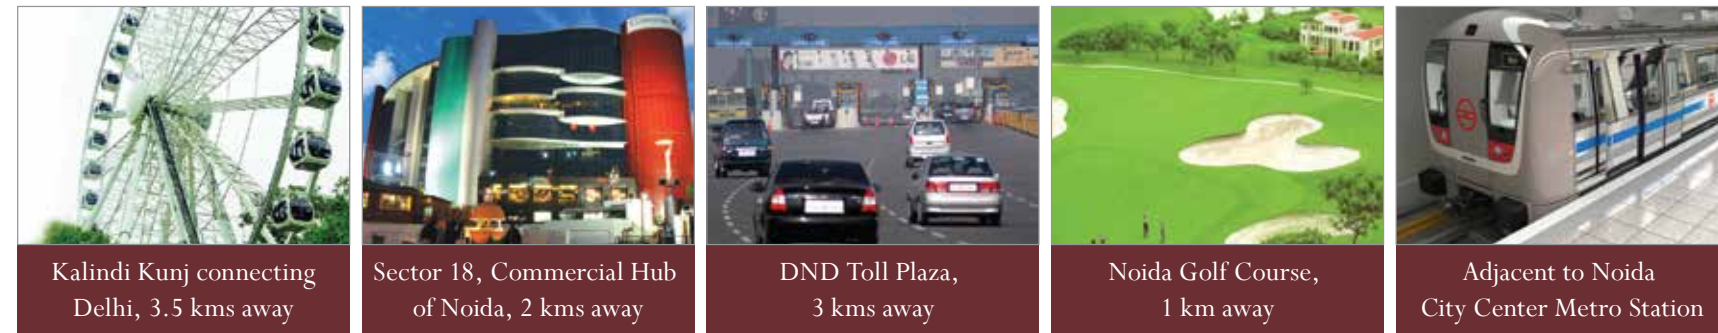 Kalindi Kunj connecting
Delhi, 3.5 kms away
Sector 18, Commercial Hub
of Noida, 2 kms away
DND Toll Plaza,
3 kms away
Noida Golf Course,
1 km away
Adjacent to Noida
City Center Metro Station